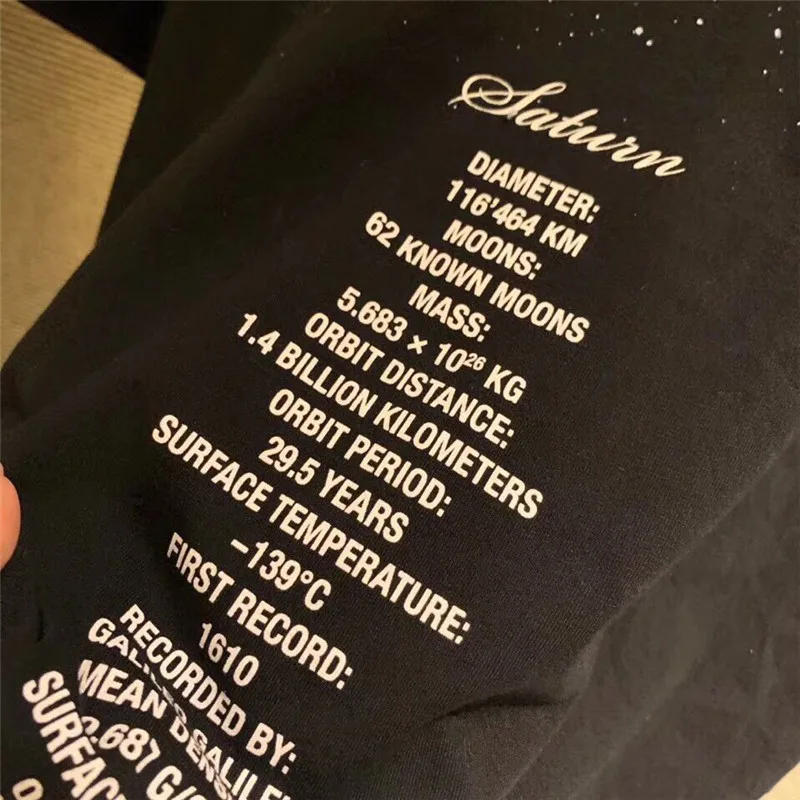 Saturn
DIAMETER:
116'464 KM
MOONS:
62 KNOWN MOONS
MASS:
5.683 × 10²⁶ KG
ORBIT DISTANCE:
1.4 BILLION KILOMETERS
ORBIT PERIOD:
29.5 YEARS
SURFACE TEMPERATURE:
–139°C
FIRST RECORD:
1610
RECORDED BY:
MEAN